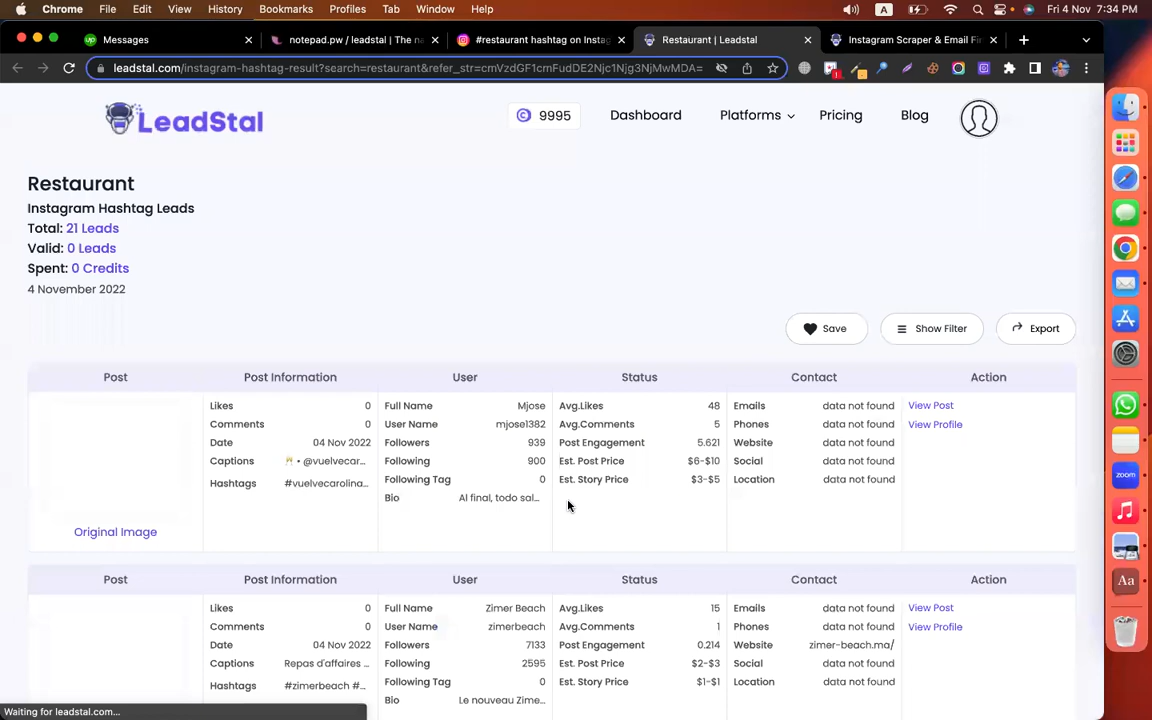 Chrome File Edit View History Bookmarks Profiles Tab Window Help A Fri 4 Nov 7:34 PM
Messages
notepad.pw / leadstal | The n
#restaurant hashtag on Instag
Restaurant | Leadstal
Instagram Scraper & Email Fi
leadstal.com/instagram-hashtag-result?search=restaurant&refer_str=cmVzdGF1cmFudDE2Njc1Njg3NjMwMDA=
LeadStal
9995
Dashboard
Platforms
Pricing
Blog
Restaurant
Instagram Hashtag Leads
Total: 21 Leads
Valid: 0 Leads
Spent: 0 Credits
4 November 2022
Save
Show Filter
Export
Post Post Information User Status Contact Action
Likes 0 Full Name Mjose Avg.Likes 48 Emails data not found View Post
Comments 0 User Name mjose1382 Avg.Comments 5 Phones data not found View Profile
Date 04 Nov 2022 Followers 939 Post Engagement 5.621 Website data not found
Captions 🥂 • @vuelvecar... Following 900 Est. Post Price $6-$10 Social data not found
Hashtags #vuelvecarolina... Following Tag 0 Est. Story Price $3-$5 Location data not found
Bio Al final, todo sal...
Original Image
Post Post Information User Status Contact Action
Likes 0 Full Name Zimer Beach Avg.Likes 15 Emails data not found View Post
Comments 0 User Name zimerbeach Avg.Comments 1 Phones data not found View Profile
Date 04 Nov 2022 Followers 7133 Post Engagement 0.214 Website zimer-beach.ma/
Captions Repas d'affaires ... Following 2595 Est. Post Price $2-$3 Social data not found
Hashtags #zimerbeach #... Following Tag 0 Est. Story Price $1-$1 Location data not found
Bio Le nouveau Zime...
Waiting for leadstal.com...
zoom
Aa